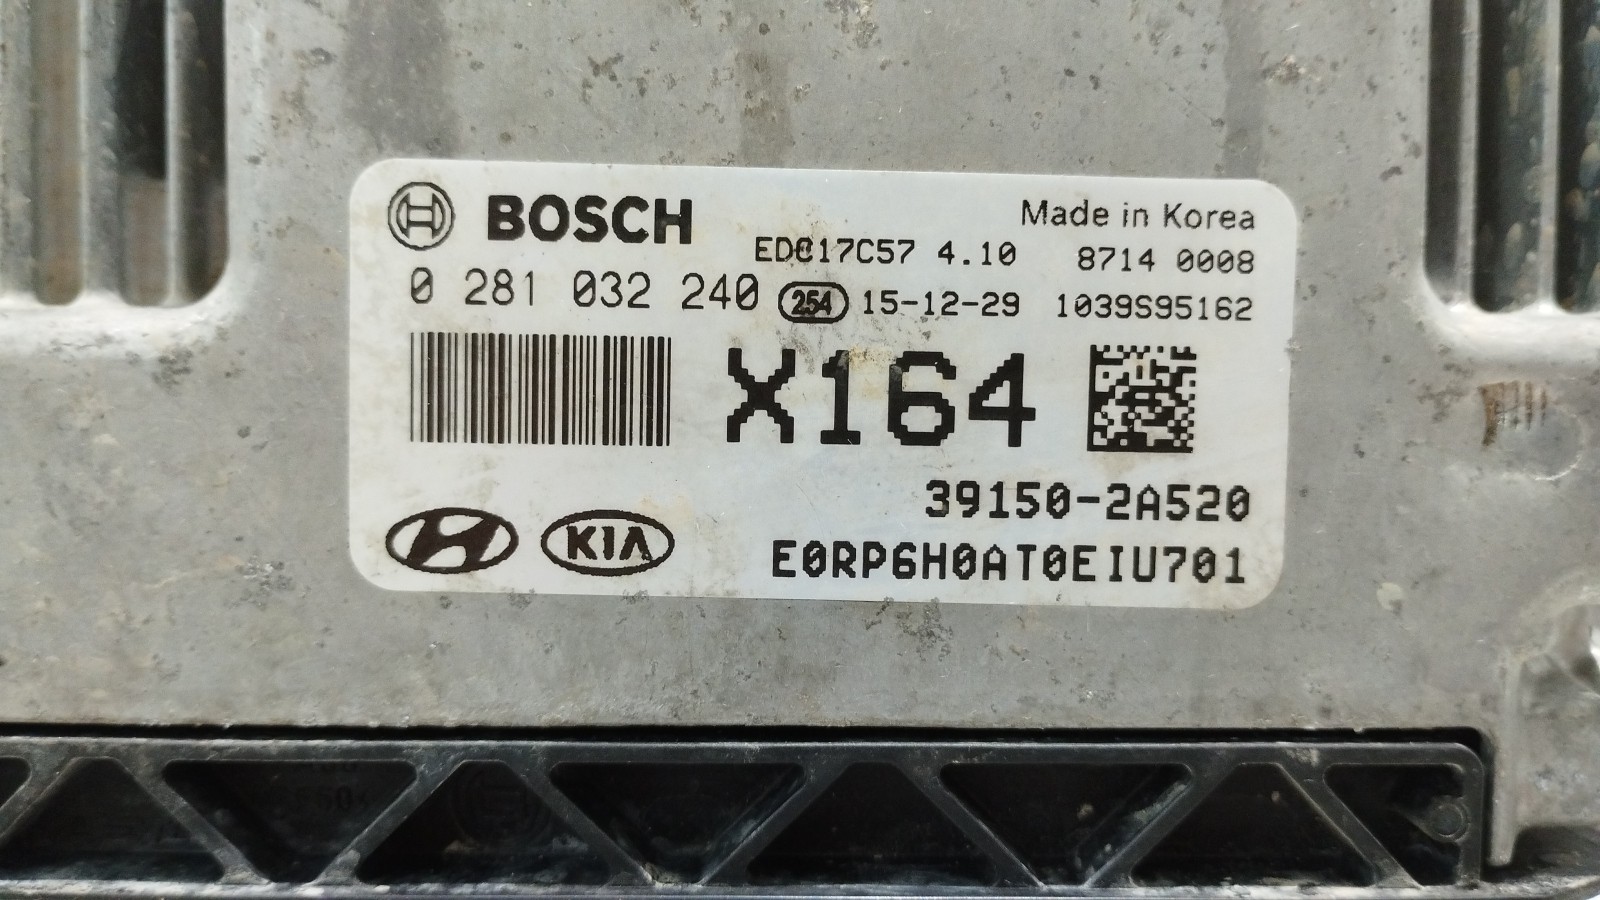 BOSCH
Made in Korea
EDC17C57 4.10
8714 0008
0 281 032 240
254
15-12-29
1039S95162
X164
39150-2A520
KIA
E0RP6H0AT0EIU701